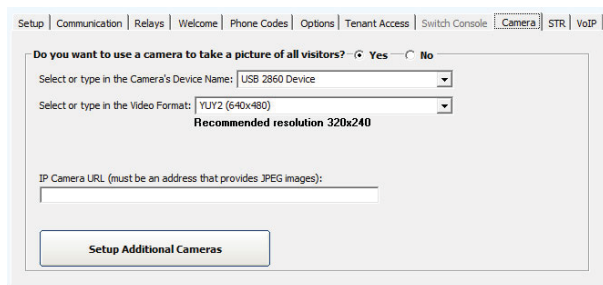 Setup Communication Relays Welcome Phone Codes Options Tenant Access Switch Console Camera STR VoIP
Do you want to use a camera to take a picture of all visitors? Yes No
Select or type in the Camera's Device Name: USB 2860 Device
Select or type in the Video Format: YUY2 (640x480)
Recommended resolution 320x240
IP Camera URL (must be an address that provides JPEG images):
Setup Additional Cameras